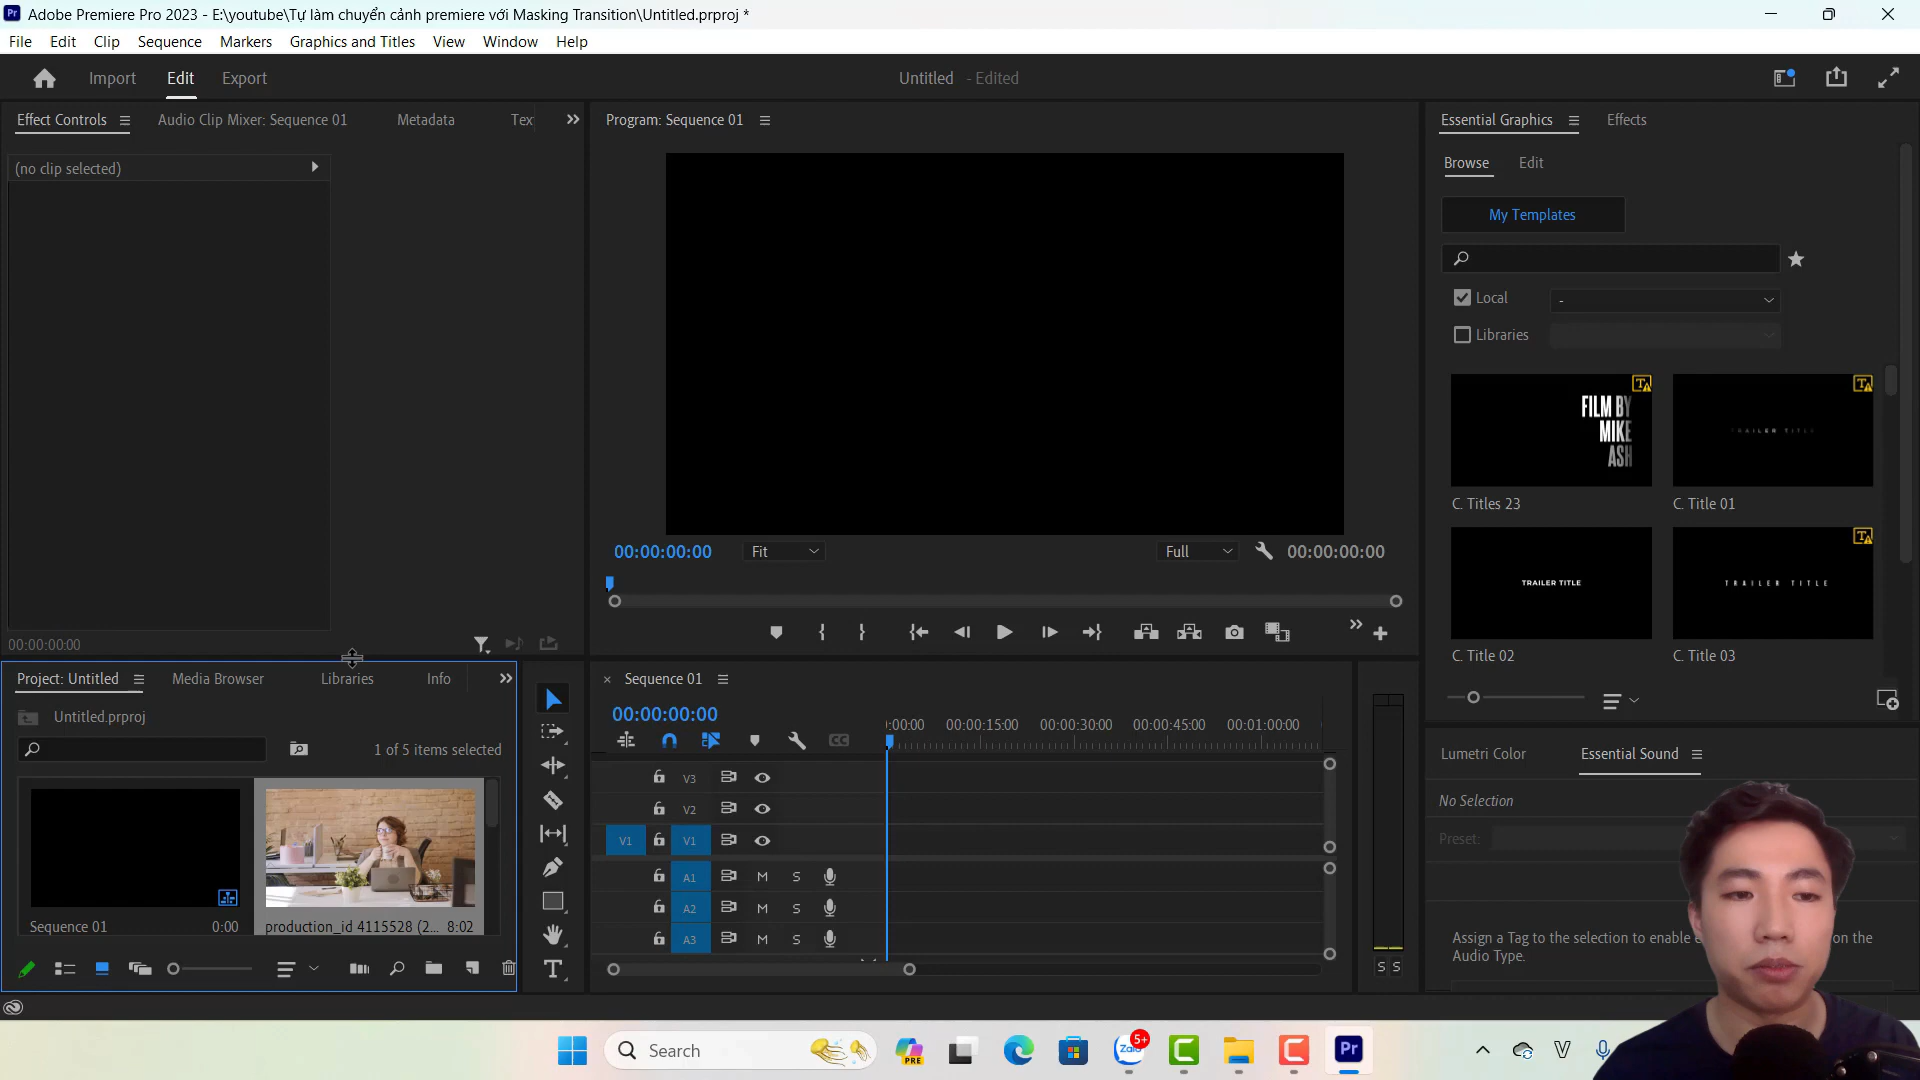 Adobe Premiere Pro 2023 - E:\youtube\Tự làm chuyển cảnh premiere với Masking Transition\Untitled.prproj *
File Edit Clip Sequence Markers Graphics and Titles View Window Help
Import Edit Export Untitled - Edited
Effect Controls Audio Clip Mixer: Sequence 01 Metadata Tex
(no clip selected)
00:00:00:00
Program: Sequence 01
00:00:00:00 Fit Full 00:00:00:00
Essential Graphics Effects
Browse Edit
My Templates
Local -
Libraries
FILM BY
MIKE
ASH
TRAILER TITLE
C. Titles 23 C. Title 01
TRAILER TITLE TRAILER TITLE
C. Title 02 C. Title 03
Project: Untitled Media Browser Libraries Info
Untitled.prproj
1 of 5 items selected
Sequence 01 0:00 production_id 4115528 (2... 8:02
Sequence 01
00:00:00:00
:00:00 00:00:15:00 00:00:30:00 00:00:45:00 00:01:00:00
V3
V2
V1 V1
A1 M S
A2 M S
A3 M S
S S
Lumetri Color Essential Sound
No Selection
Preset:
Assign a Tag to the selection to enable on the
Audio Type.
Search PRE Zalo 5+ Pr V